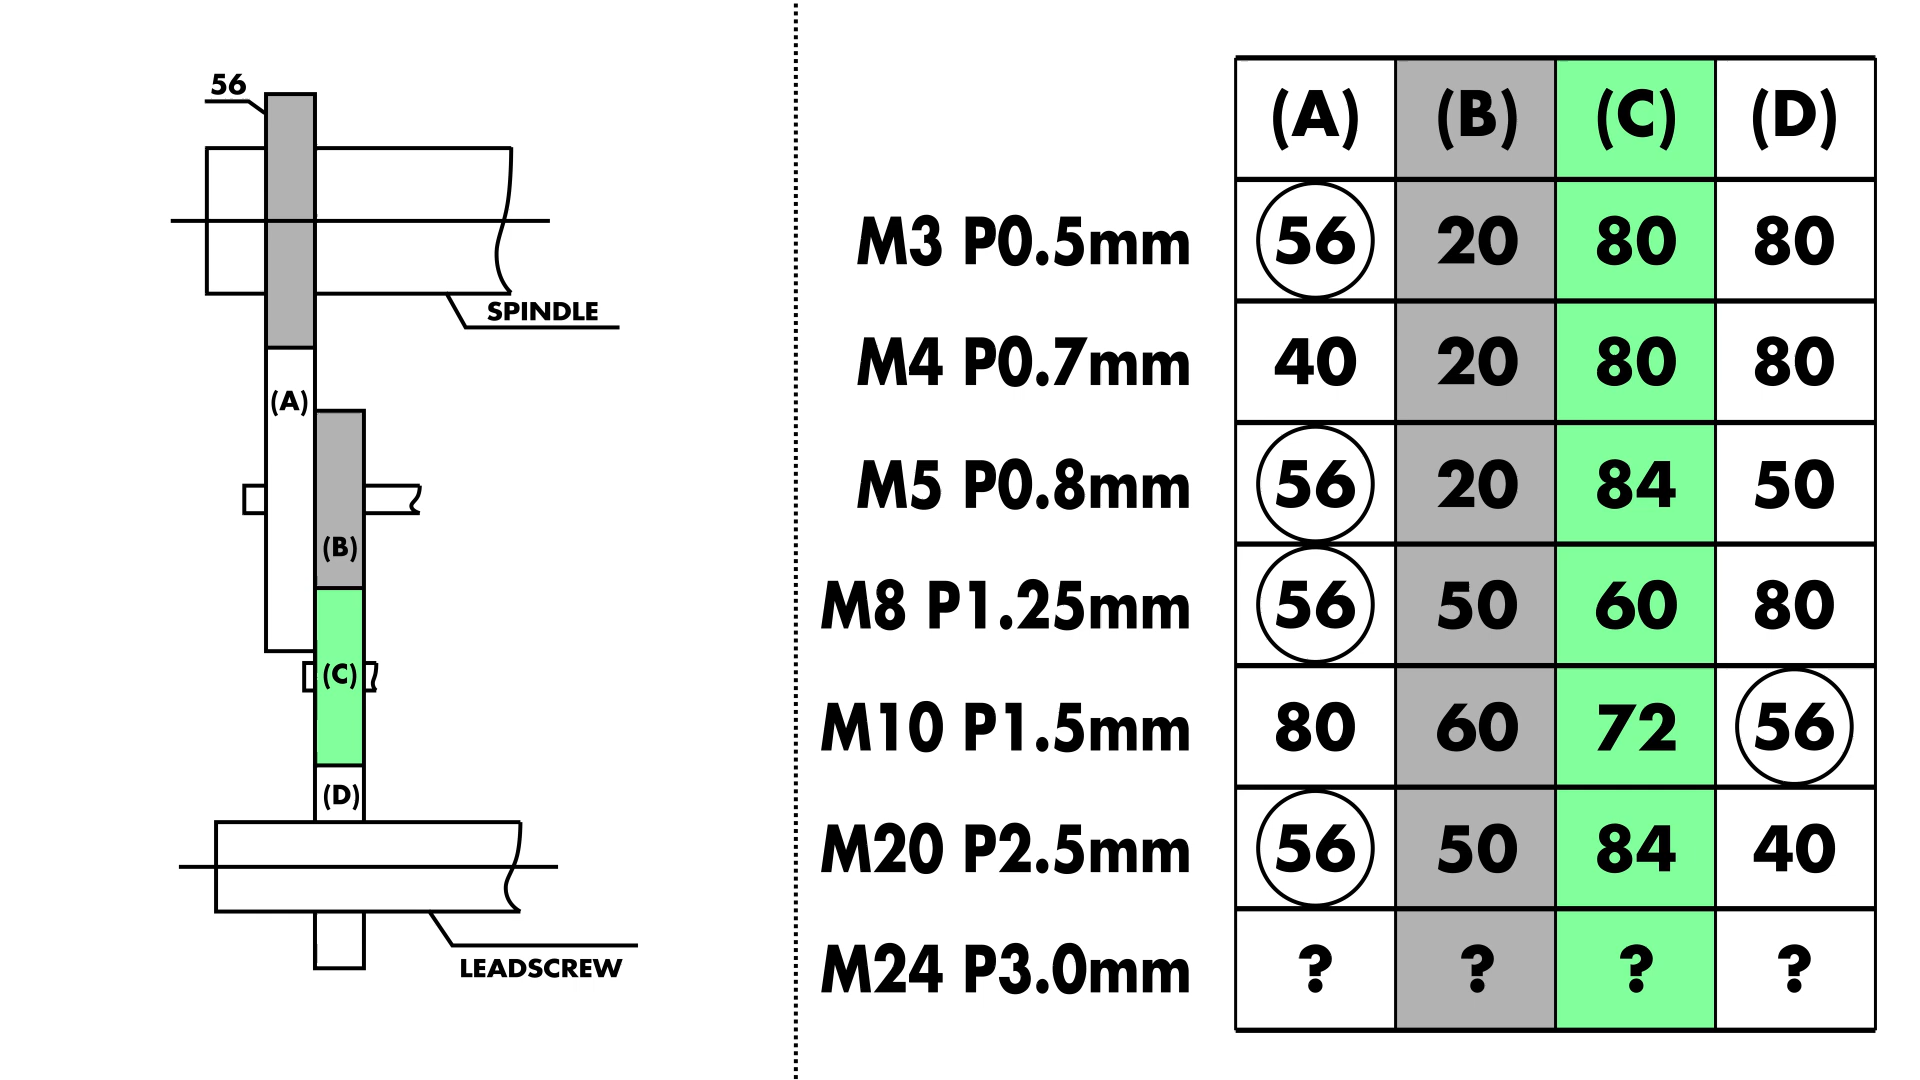 56
SPINDLE
(A)
(B)
(C)
(D)
LEADSCREW
(A) (B) (C) (D)
M3 P0.5mm 56 20 80 80
M4 P0.7mm 40 20 80 80
M5 P0.8mm 56 20 84 50
M8 P1.25mm 56 50 60 80
M10 P1.5mm 80 60 72 56
M20 P2.5mm 56 50 84 40
M24 P3.0mm ? ? ? ?